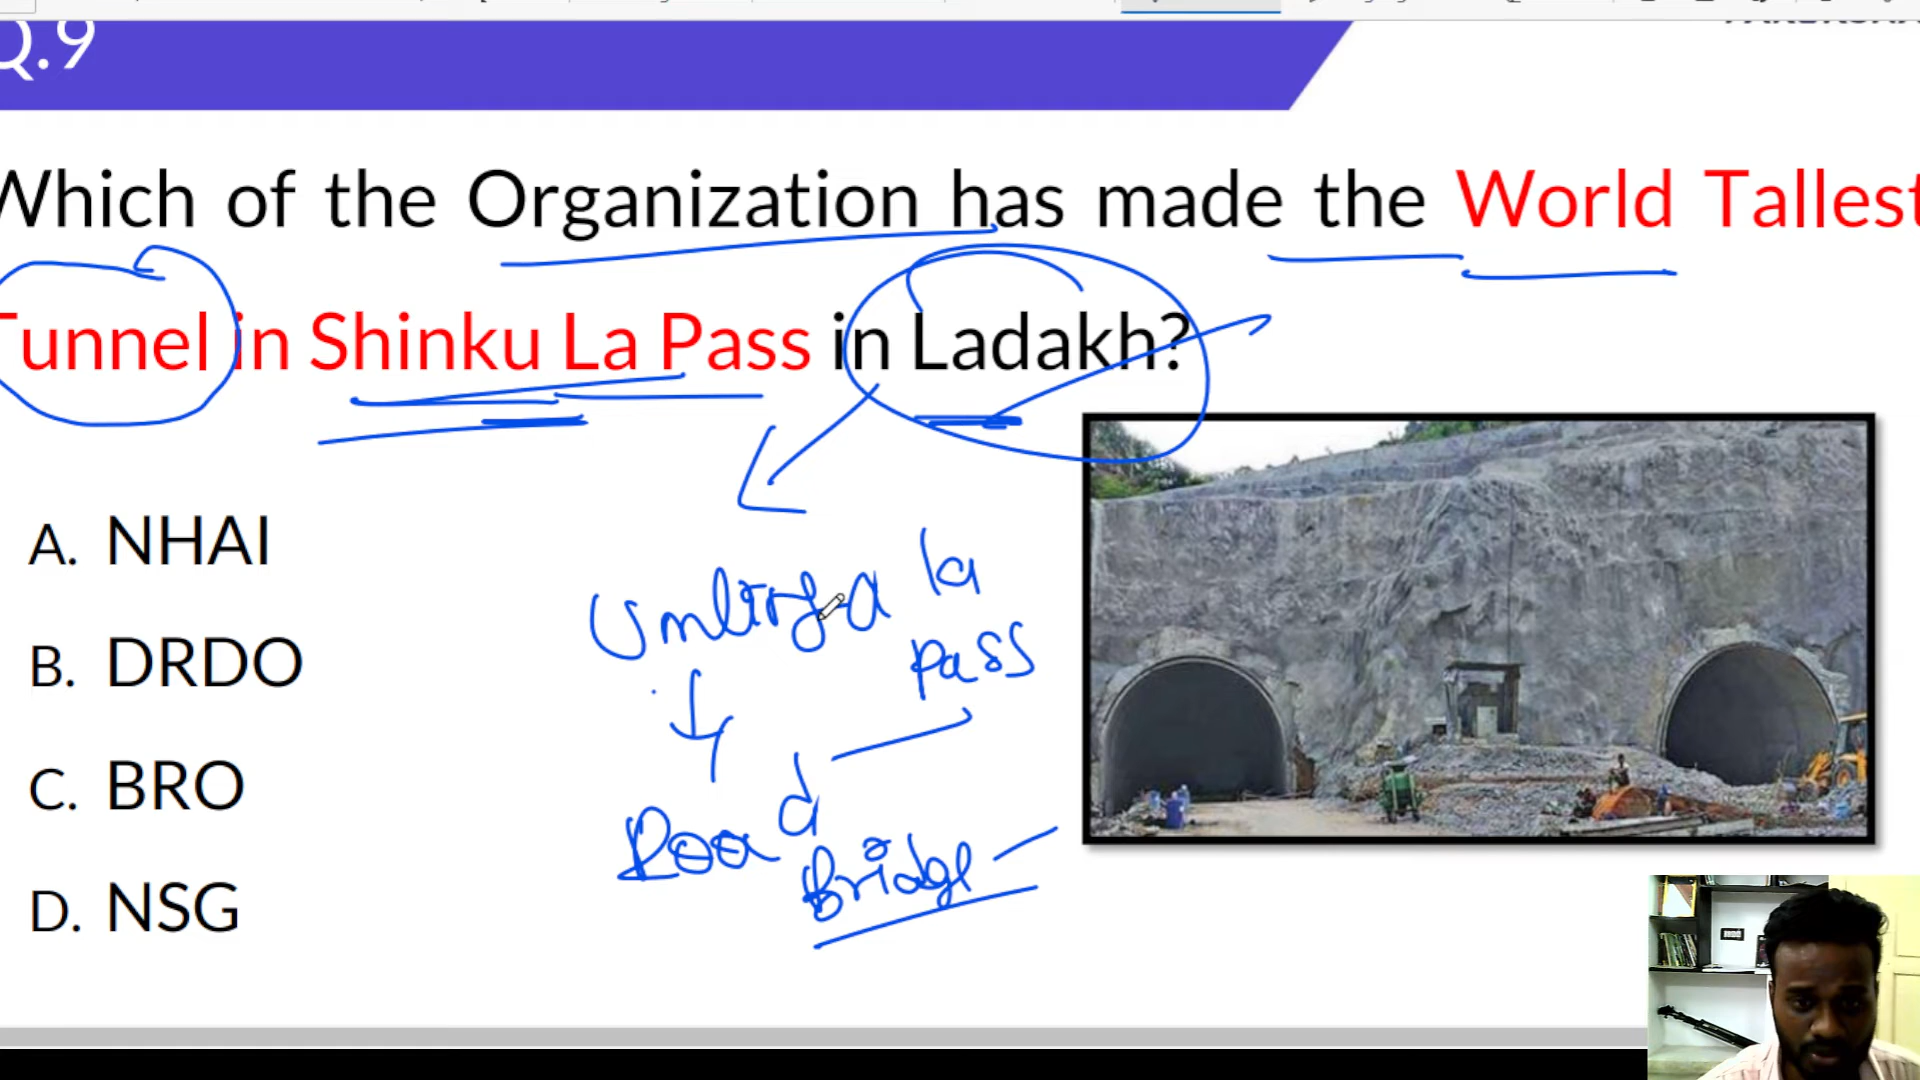 Q.9
Which of the Organization has made the World Tallest
Tunnel in Shinku La Pass in Ladakh?
A. NHAI
B. DRDO
C. BRO
D. NSG
Umlinga la
pass
Road
Bridge